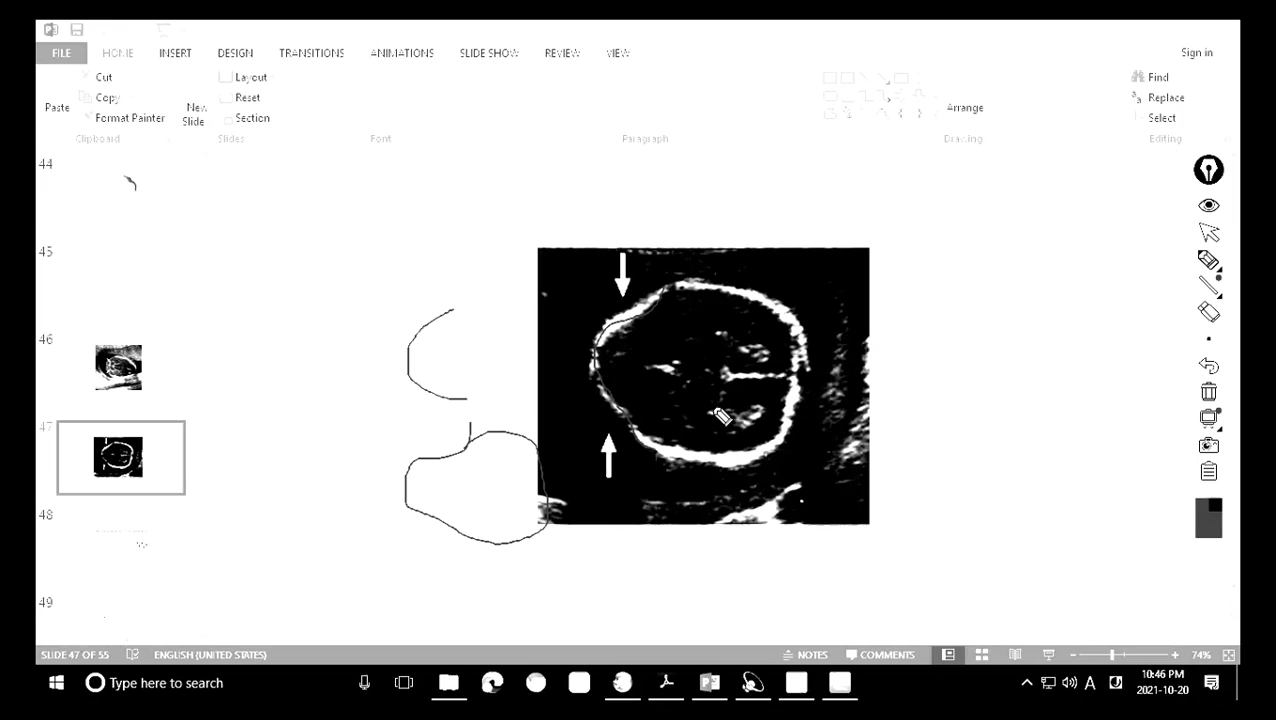 FILE HOME INSERT DESIGN TRANSITIONS ANIMATIONS SLIDE SHOW REVIEW VIEW Sign in
Cut Layout Find
Copy Reset Replace
Paste New
Format Painter Slide Section Arrange Select
Clipboard Slides Font Paragraph Drawing Editing
44
45
46
47
48
49
SLIDE 47 OF 55 ENGLISH (UNITED STATES) NOTES COMMENTS 74%
Type here to search A 10:46 PM
2021-10-20